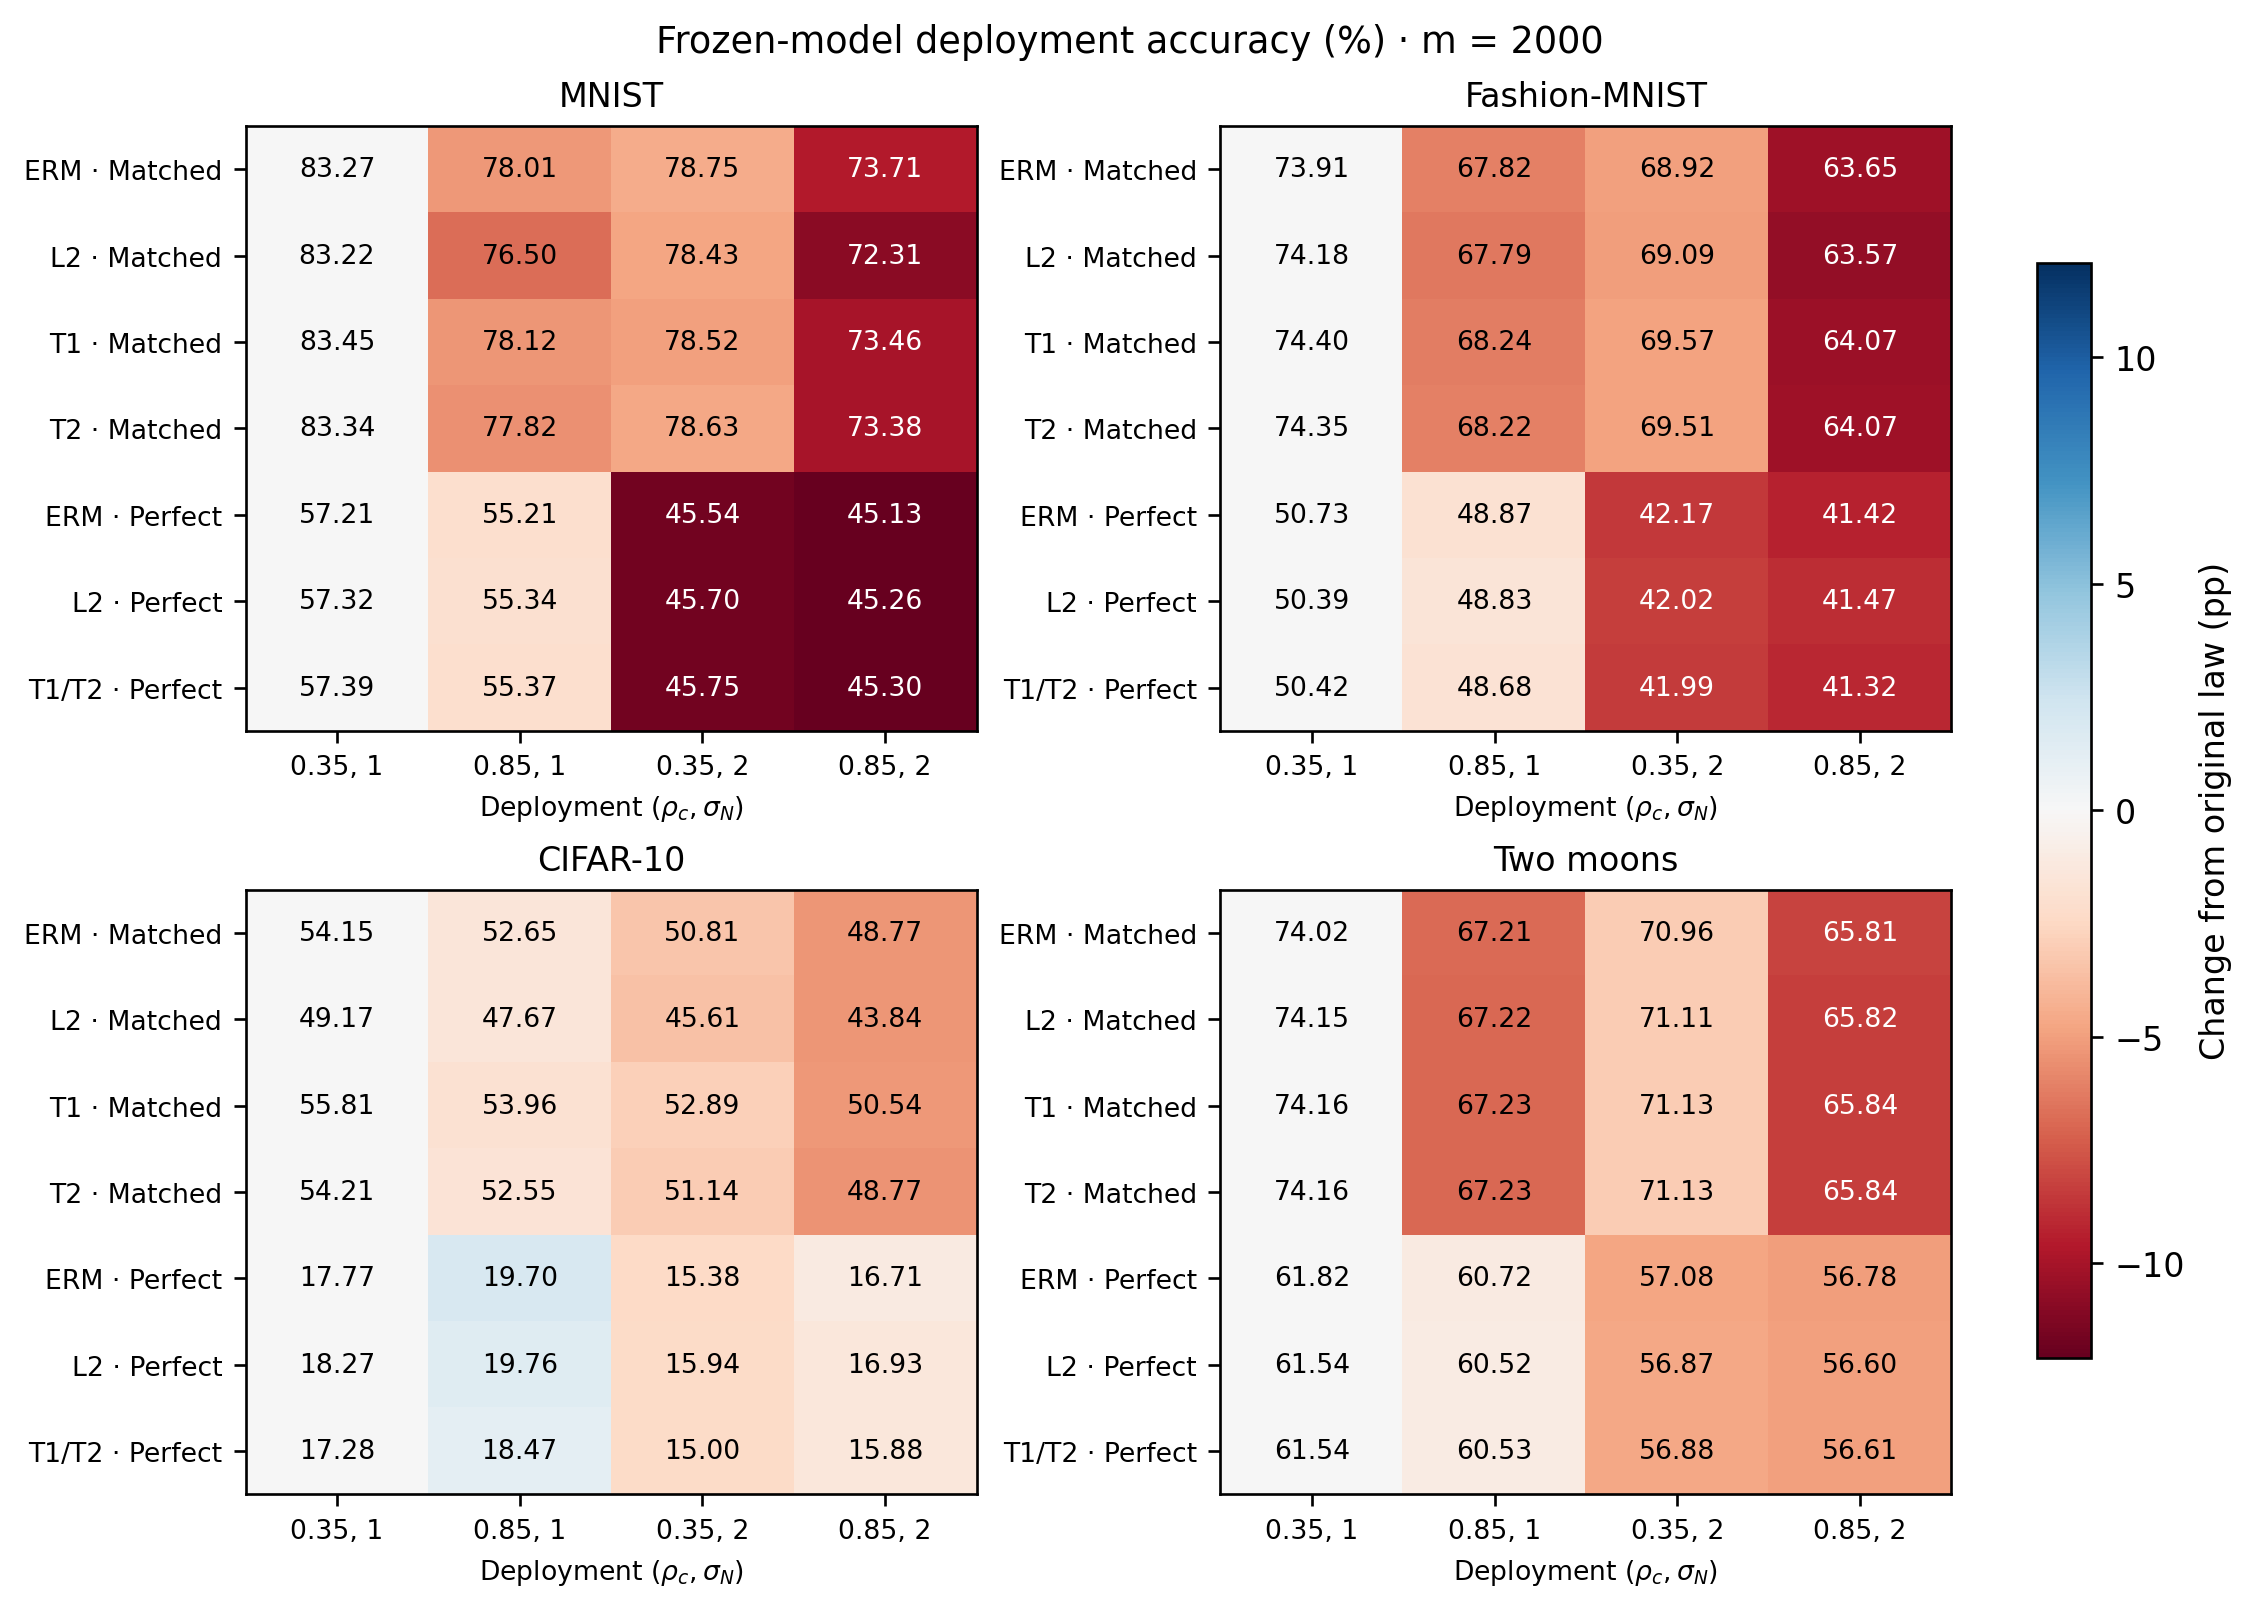 Frozen-model deployment accuracy (%) · m = 2000
MNIST
ERM · Matched 83.27 78.01 78.75 73.71
L2 · Matched 83.22 76.50 78.43 72.31
T1 · Matched 83.45 78.12 78.52 73.46
T2 · Matched 83.34 77.82 78.63 73.38
ERM · Perfect 57.21 55.21 45.54 45.13
L2 · Perfect 57.32 55.34 45.70 45.26
T1/T2 · Perfect 57.39 55.37 45.75 45.30
0.35, 1 0.85, 1 0.35, 2 0.85, 2
Deployment (ρc, σN)
Fashion-MNIST
ERM · Matched 73.91 67.82 68.92 63.65
L2 · Matched 74.18 67.79 69.09 63.57
T1 · Matched 74.40 68.24 69.57 64.07
T2 · Matched 74.35 68.22 69.51 64.07
ERM · Perfect 50.73 48.87 42.17 41.42
L2 · Perfect 50.39 48.83 42.02 41.47
T1/T2 · Perfect 50.42 48.68 41.99 41.32
0.35, 1 0.85, 1 0.35, 2 0.85, 2
Deployment (ρc, σN)
CIFAR-10
ERM · Matched 54.15 52.65 50.81 48.77
L2 · Matched 49.17 47.67 45.61 43.84
T1 · Matched 55.81 53.96 52.89 50.54
T2 · Matched 54.21 52.55 51.14 48.77
ERM · Perfect 17.77 19.70 15.38 16.71
L2 · Perfect 18.27 19.76 15.94 16.93
T1/T2 · Perfect 17.28 18.47 15.00 15.88
0.35, 1 0.85, 1 0.35, 2 0.85, 2
Deployment (ρc, σN)
Two moons
ERM · Matched 74.02 67.21 70.96 65.81
L2 · Matched 74.15 67.22 71.11 65.82
T1 · Matched 74.16 67.23 71.13 65.84
T2 · Matched 74.16 67.23 71.13 65.84
ERM · Perfect 61.82 60.72 57.08 56.78
L2 · Perfect 61.54 60.52 56.87 56.60
T1/T2 · Perfect 61.54 60.53 56.88 56.61
0.35, 1 0.85, 1 0.35, 2 0.85, 2
Deployment (ρc, σN)
10
5
0
−5
−10
Change from original law (pp)